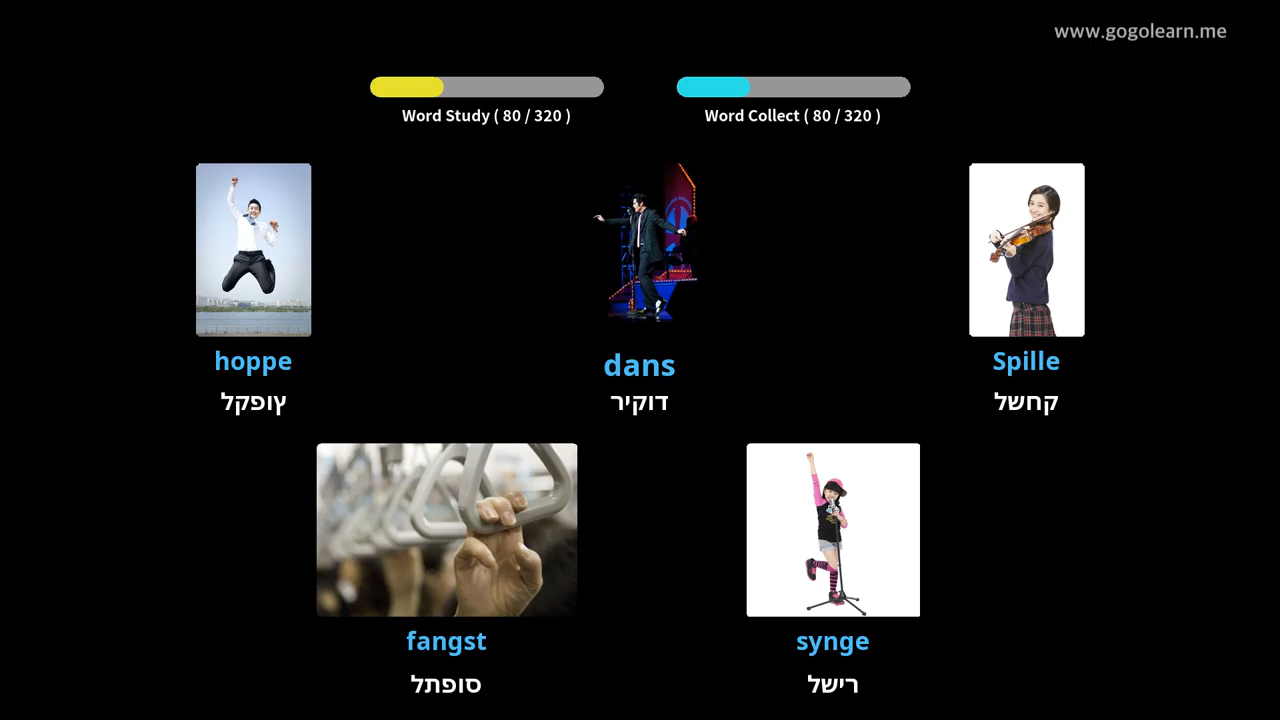 www.gogolearn.me
Word Study ( 80 / 320 )
Word Collect ( 80 / 320 )
hoppe
ץופקל
dans
דוקיר
Spille
קחשל
fangst
סופתל
synge
רישל